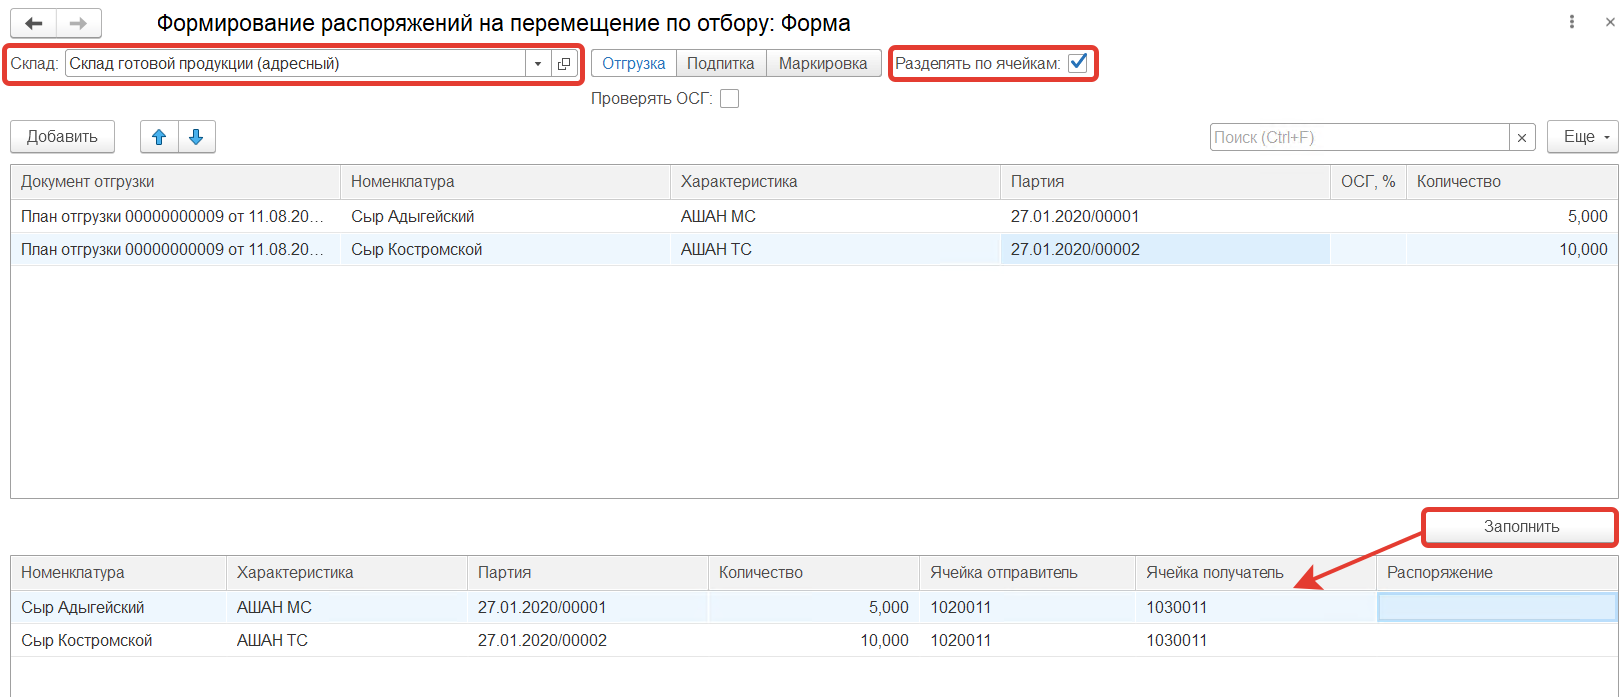 Формирование распоряжений на перемещение по отбору: Форма
Склад: Склад готовой продукции (адресный) Отгрузка Подпитка Маркировка Разделять по ячейкам:
Проверять ОСГ:
Добавить Поиск (Ctrl+F) Еще
Документ отгрузки Номенклатура Характеристика Партия ОСГ, % Количество
План отгрузки 00000000009 от 11.08.20... Сыр Адыгейский АШАН МС 27.01.2020/00001 5,000
План отгрузки 00000000009 от 11.08.20... Сыр Костромской АШАН ТС 27.01.2020/00002 10,000
Заполнить
Номенклатура Характеристика Партия Количество Ячейка отправитель Ячейка получатель Распоряжение
Сыр Адыгейский АШАН МС 27.01.2020/00001 5,000 1020011 1030011
Сыр Костромской АШАН ТС 27.01.2020/00002 10,000 1020011 1030011